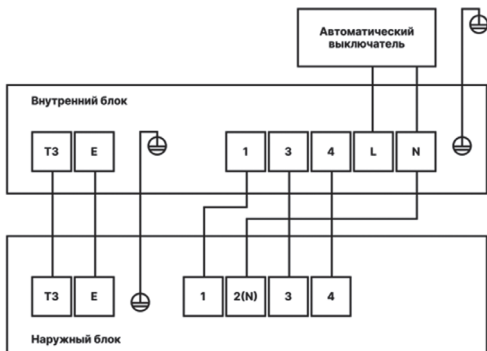 Автоматический
выключатель
Внутренний блок
T3 E 1 3 4 L N
T3 E 1 2(N) 3 4
Наружный блок